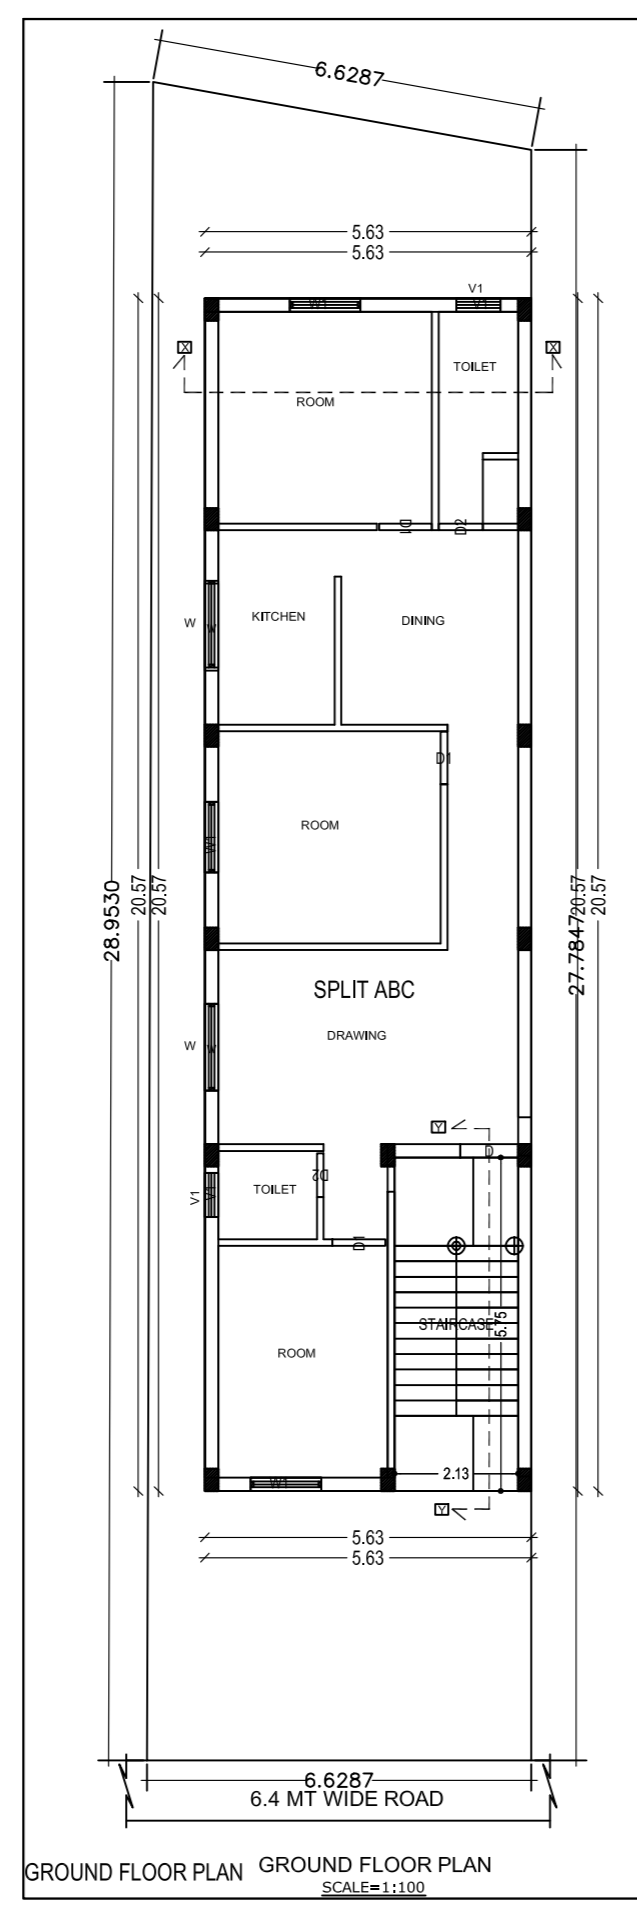 6.6287
5.63
5.63
V1
W1
V1
X
X
TOILET
ROOM
D1
D2
KITCHEN
DINING
W
W
D1
ROOM
W1
28.9530
20.57
20.57
27.7847
20.57
20.57
SPLIT ABC
DRAWING
W
W
Y
D
D2
TOILET
V1
V1
D1
STAIRCASE
5.75
ROOM
2.13
W1
Y
5.63
5.63
6.6287
6.4 MT WIDE ROAD
GROUND FLOOR PLAN
GROUND FLOOR PLAN
SCALE=1:100